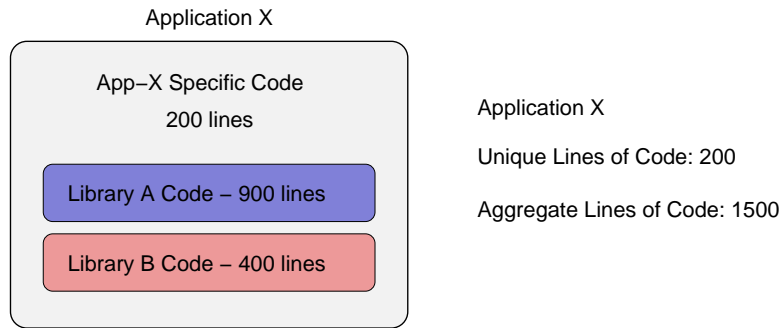 Application X
App−X Specific Code
200 lines
Library A Code − 900 lines
Library B Code − 400 lines
Application X
Unique Lines of Code: 200
Aggregate Lines of Code: 1500